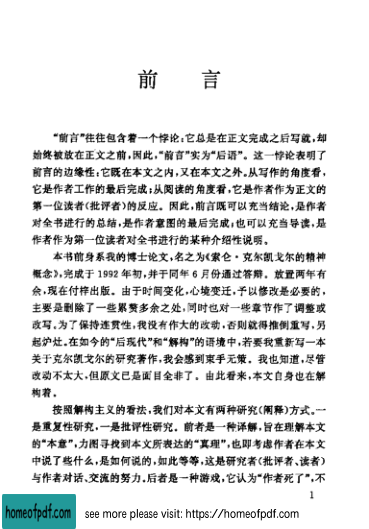 前　言
“前言”往往包含着一个悖论：它总是在正文完成之后写就，却
始终被放在正文之前，因此，“前言”实为“后语”。这一悖论表明了
前言的边缘性：它既在本文之内，又在本文之外。从写作的角度看，
它是作者工作的最后完成；从阅读的角度看，它是作者作为正文的
第一位读者（批评者）的反应。因此，前言既可以充当结论，是作者
对全书进行的总结，是作者意图的最后完成；也可以充当导读，是
作者作为第一位读者对全书进行的某种介绍性说明。
本书前身系我的博士论文，名之为《索伦·克尔凯戈尔的精神
概念》，完成于1992年初，并于同年6月份通过答辩。放置两年有
余，现在付梓出版。由于时间变化，心境变迁，予以修改是必要的，
主要是删除了一些累赘多余之处，同时也对一些章节作了调整或
改写。为了保持连贯性，我没有作大的改动，否则就得推倒重写，另
起炉灶。在如今的“后现代”和“解构”的语境中，若要我重新写一本
关于克尔凯戈尔的研究著作，我会感到束手无策。我也知道，尽管
改动不太大，但原文已是面目全非了。由此看来，本文自身也在解
构着。
按照解构主义的看法，我们对本文有两种研究（阐释）方式。一
是重复性研究，一是批评性研究。前者是一种译解，旨在理解本文
的“本意”，力图寻找到本文所表达的“真理”，也即考虑作者在本文
中说了些什么，是如何说的，如此等等，这是研究者（批评者、读者）
与作者对话、交流的努力。后者是一种游戏，它认为“作者死了”，不
1
homeofpdf.com
see more please visit: https://homeofpdf.com